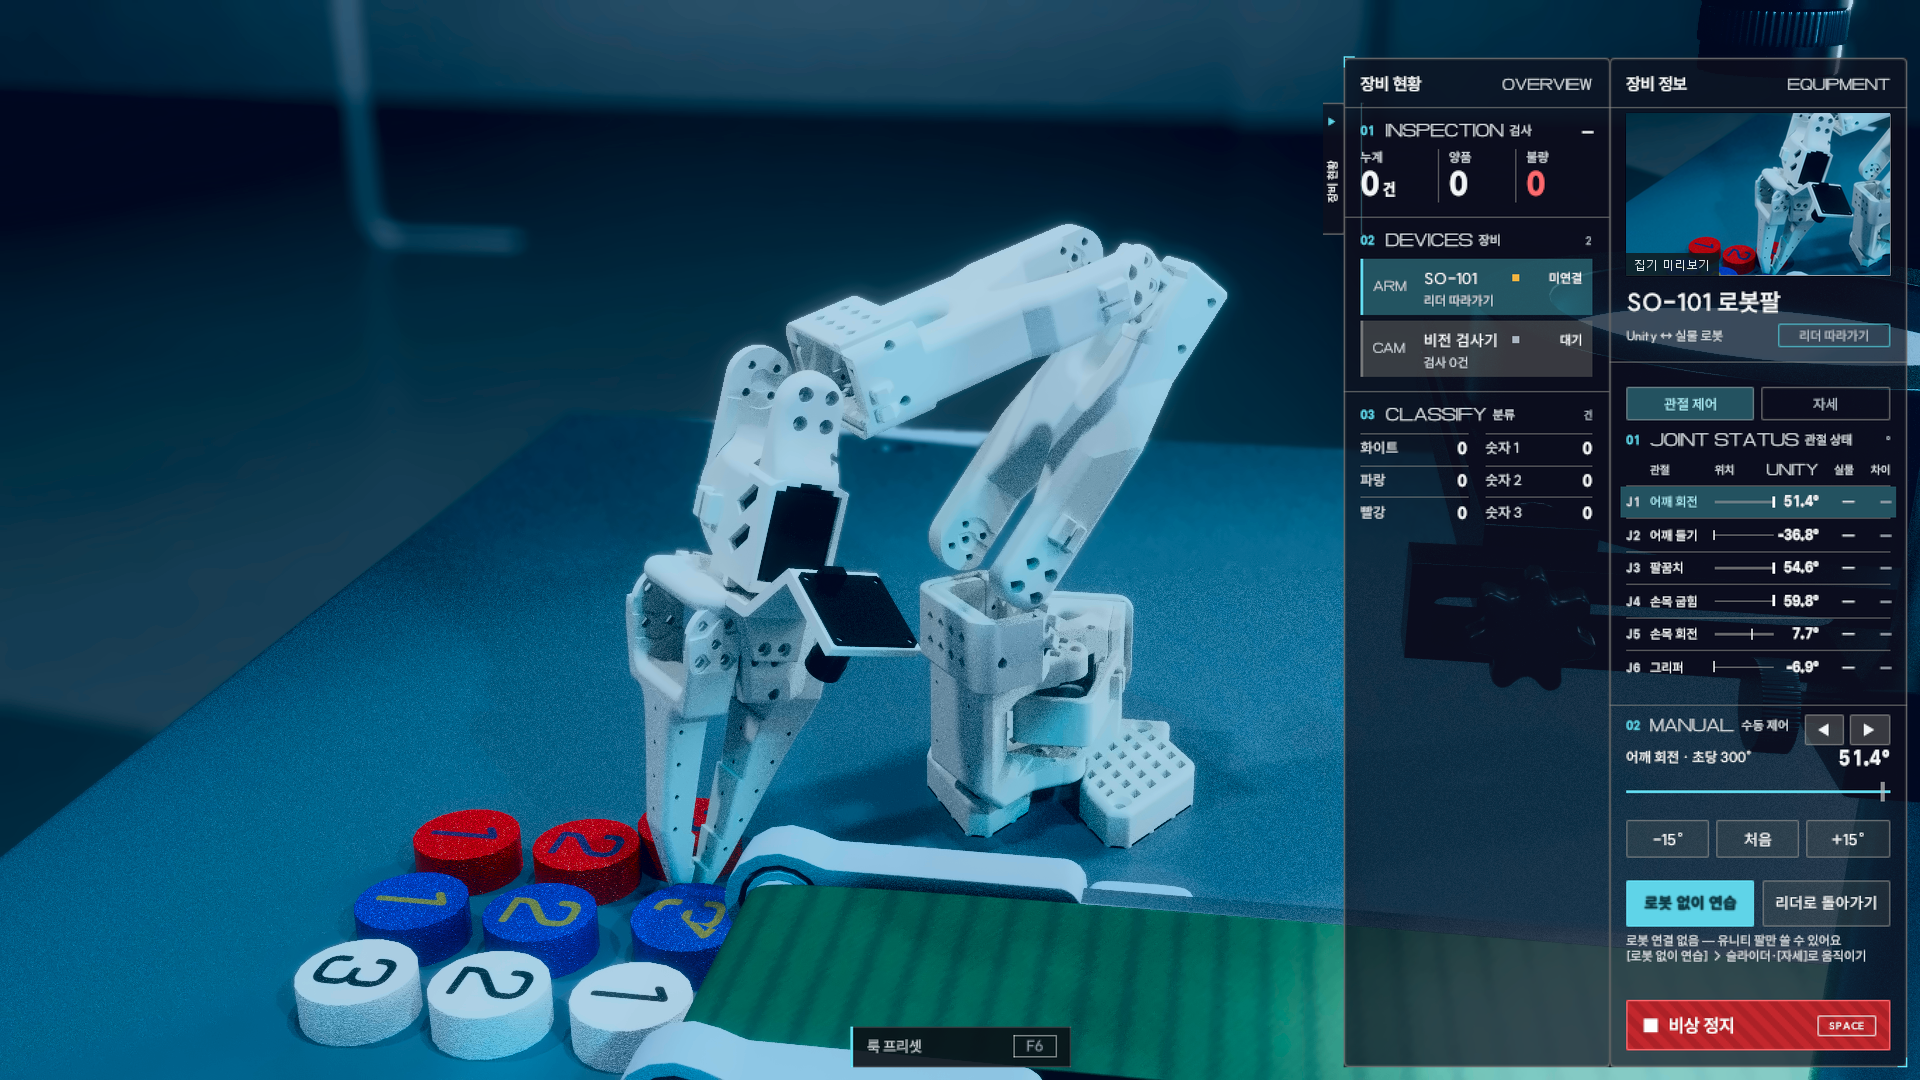 장비 현황 OVERVIEW
장비 현황
01 INSPECTION 검사
누계 양품 불량
0건 0 0
02 DEVICES 장비 2
ARM SO-101 미연결
리더 따라가기
CAM 비전 검사기 대기
검사 0건
03 CLASSIFY 분류 건
화이트 0 숫자 1 0
파랑 0 숫자 2 0
빨강 0 숫자 3 0
장비 정보 EQUIPMENT
집기 미리보기
SO-101 로봇팔
Unity ↔ 실물 로봇 리더 따라가기
관절 제어 자세
01 JOINT STATUS 관절 상태 °
관절 위치 UNITY 실물 차이
J1 어깨 회전 51.4° — —
J2 어깨 들기 -36.8° — —
J3 팔꿈치 54.6° — —
J4 손목 굽힘 59.8° — —
J5 손목 회전 7.7° — —
J6 그리퍼 -6.9° — —
02 MANUAL 수동 제어 ◀ ▶
어깨 회전 · 초당 300° 51.4°
-15° 처음 +15°
로봇 없이 연습 리더로 돌아가기
로봇 연결 없음 — 유니티 팔만 쓸 수 있어요
[로봇 없이 연습] > 슬라이더·[자세]로 움직이기
비상 정지 SPACE
룩 프리셋 F6
1 2
1 2 3
3 2 1